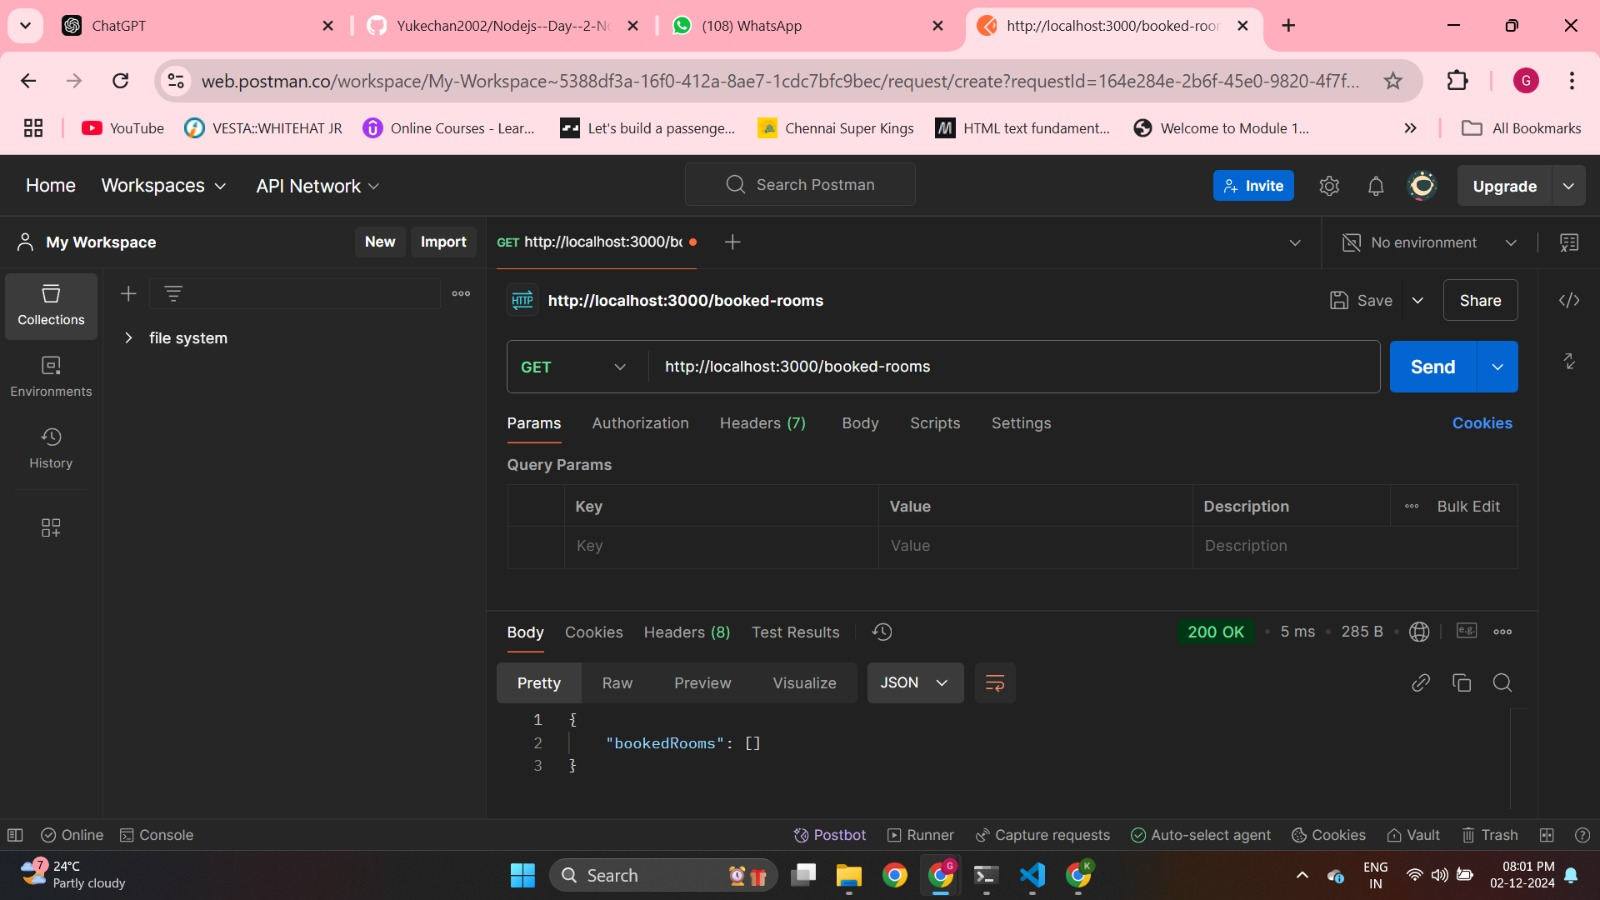 ChatGPT
Yukechan2002/Nodejs--Day--2-No
(108) WhatsApp
http://localhost:3000/booked-roor
web.postman.co/workspace/My-Workspace~5388df3a-16f0-412a-8ae7-1cdc7bfc9bec/request/create?requestId=164e284e-2b6f-45e0-9820-4f7f...
G
YouTube
VESTA::WHITEHAT JR
Online Courses - Lear...
Let's build a passenge...
Chennai Super Kings
HTML text fundament...
Welcome to Module 1...
All Bookmarks
Home
Workspaces
API Network
Search Postman
Invite
Upgrade
My Workspace
New
Import
GET http://localhost:3000/bo
No environment
Collections
file system
HTTP http://localhost:3000/booked-rooms
Save
Share
Environments
GET
http://localhost:3000/booked-rooms
Send
History
Params
Authorization
Headers (7)
Body
Scripts
Settings
Cookies
Query Params
Key
Value
Description
Bulk Edit
Key
Value
Description
Body
Cookies
Headers (8)
Test Results
200 OK
5 ms
285 B
e.g.
Pretty
Raw
Preview
Visualize
JSON
1 {
2 "bookedRooms": []
3 }
Online
Console
Postbot
Runner
Capture requests
Auto-select agent
Cookies
Vault
Trash
7
24°C
Partly cloudy
Search
G
K
ENG
IN
08:01 PM
02-12-2024